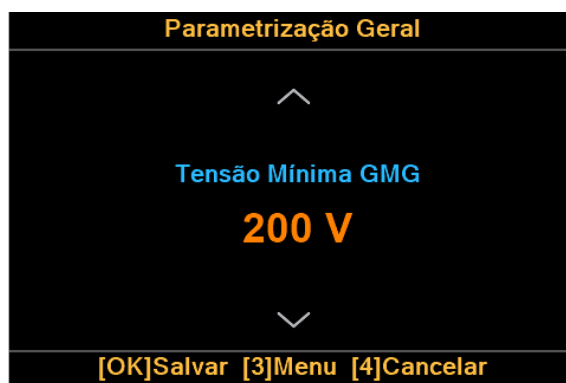 Parametrização Geral
Tensão Mínima GMG
200 V
[OK]Salvar [3]Menu [4]Cancelar